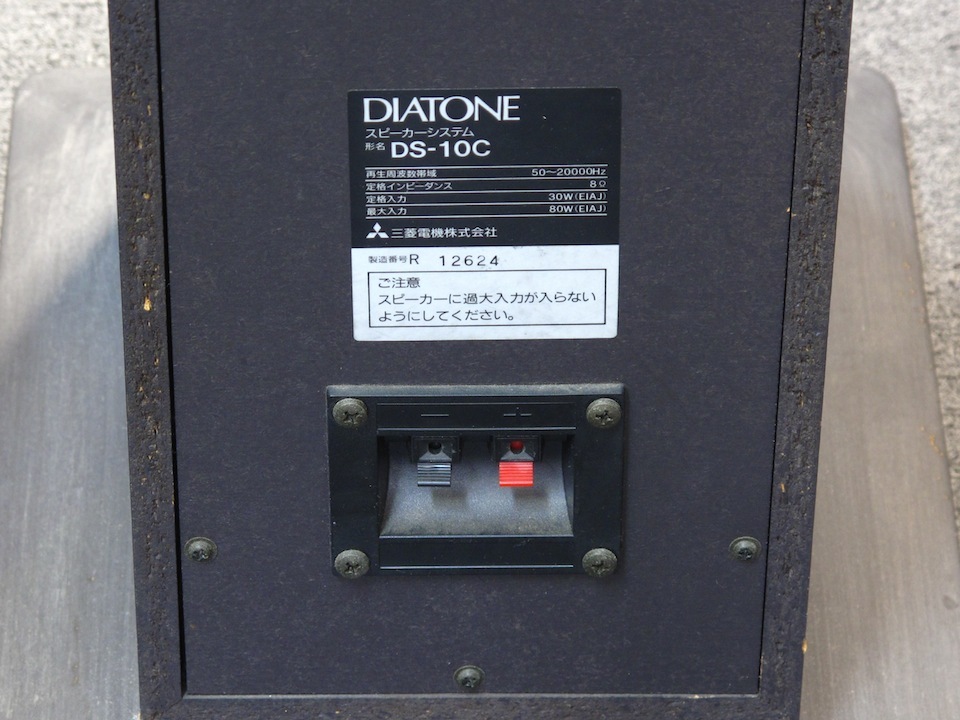 DIATONE
スピーカーシステム
形名 DS-10C
再生周波数帯域 50〜20000Hz
定格インピーダンス 8Ω
定格入力 30W(EIAJ)
最大入力 80W(EIAJ)
三菱電機株式会社
製造番号 R 12624
ご注意
スピーカーに過大入力が入らない
ようにしてください。
− +